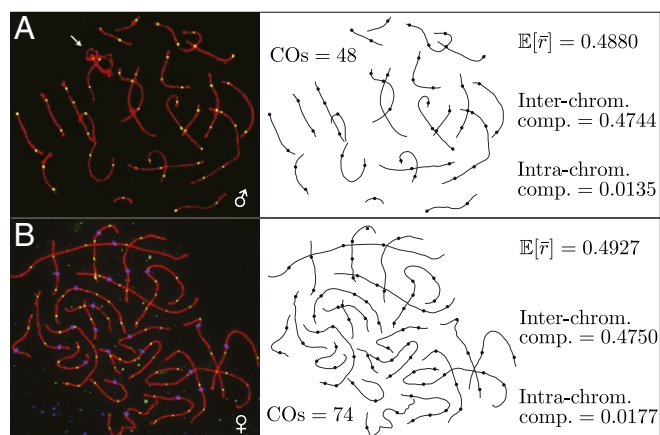 A
♂
COs = 48
𝔼[r̄] = 0.4880
Inter-chrom.
comp. = 0.4744
Intra-chrom.
comp. = 0.0135
B
♀
COs = 74
𝔼[r̄] = 0.4927
Inter-chrom.
comp. = 0.4750
Intra-chrom.
comp. = 0.0177